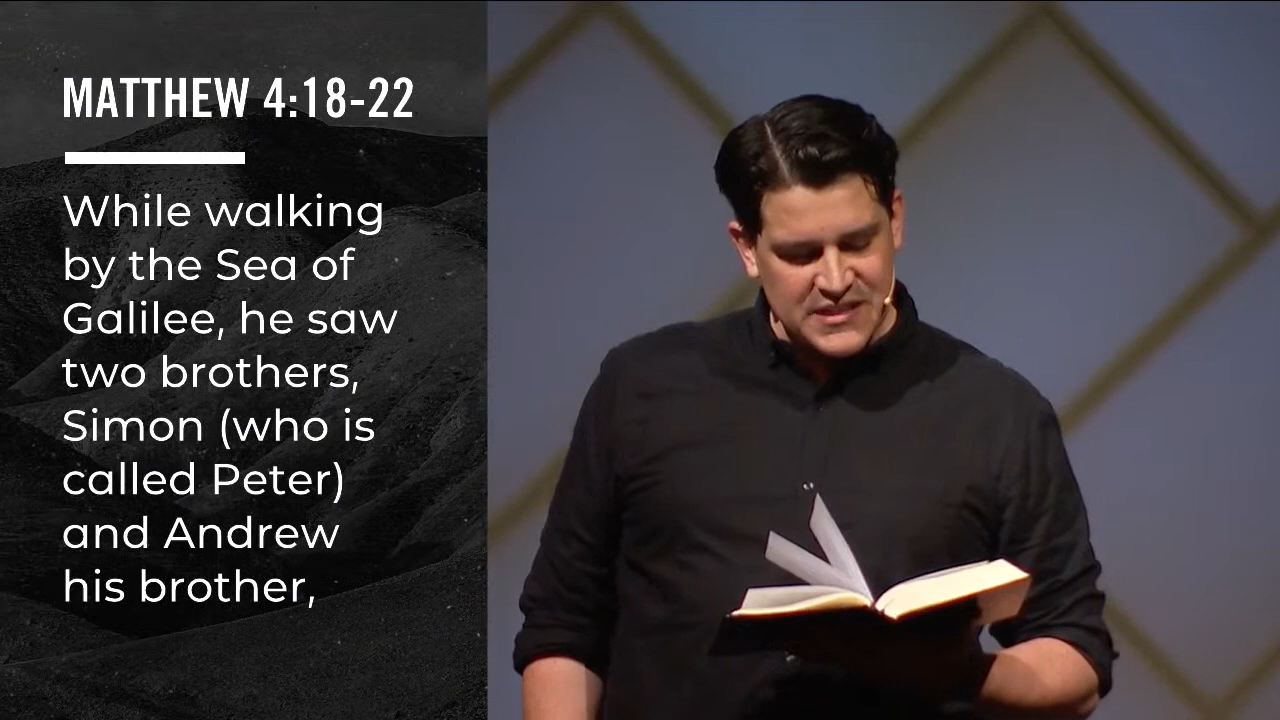 MATTHEW 4:18-22
While walking
by the Sea of
Galilee, he saw
two brothers,
Simon (who is
called Peter)
and Andrew
his brother,